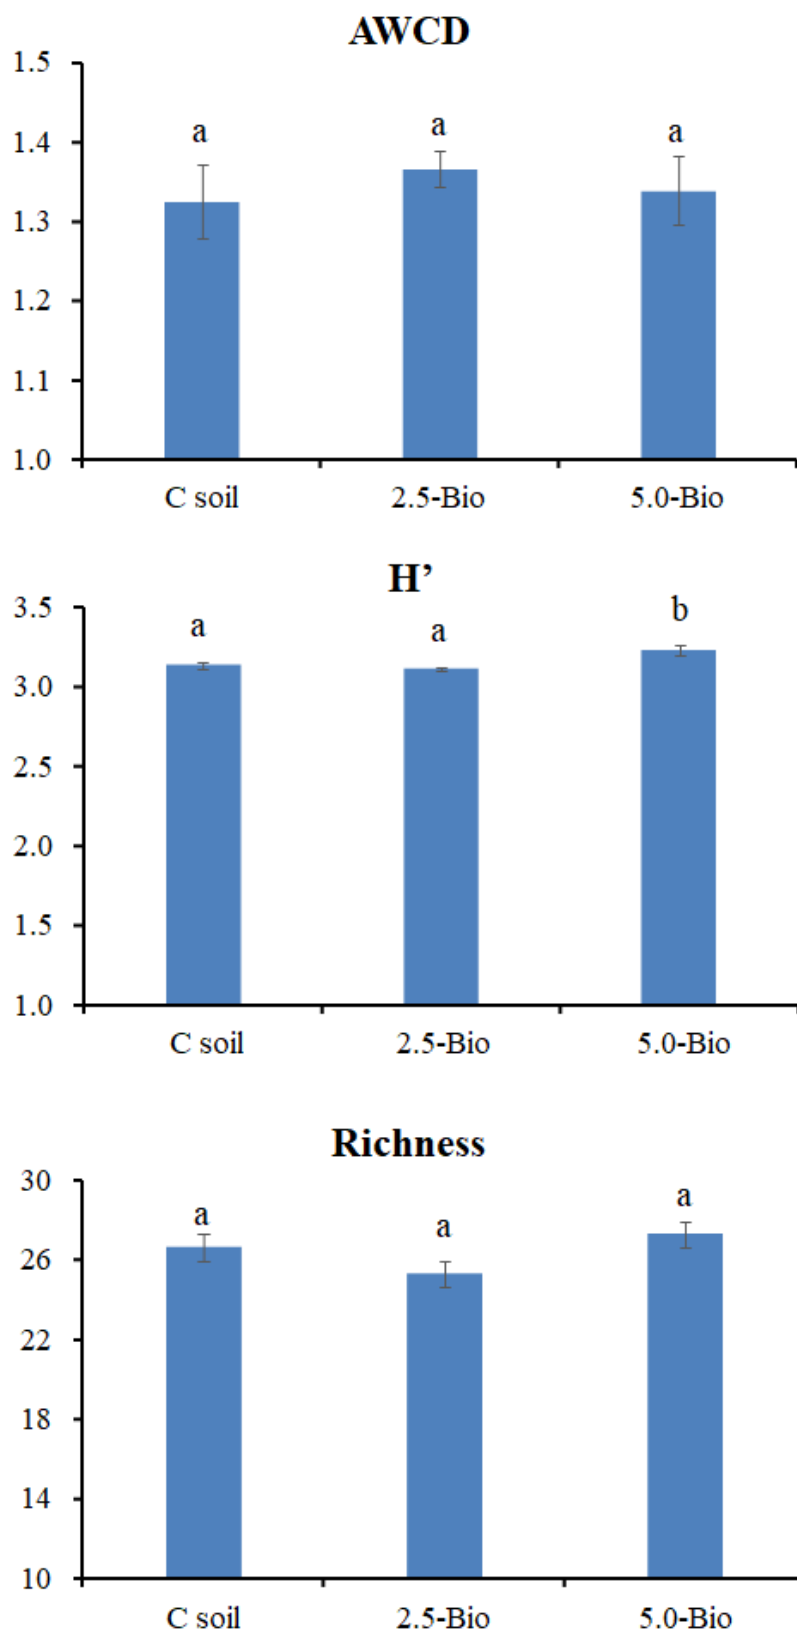 AWCD
1.5
1.4
1.3
1.2
1.1
1.0
a
a
a
C soil 2.5-Bio 5.0-Bio
H’
3.5
3.0
2.5
2.0
1.5
1.0
a
a
b
C soil 2.5-Bio 5.0-Bio
Richness
30
26
22
18
14
10
a
a
a
C soil 2.5-Bio 5.0-Bio